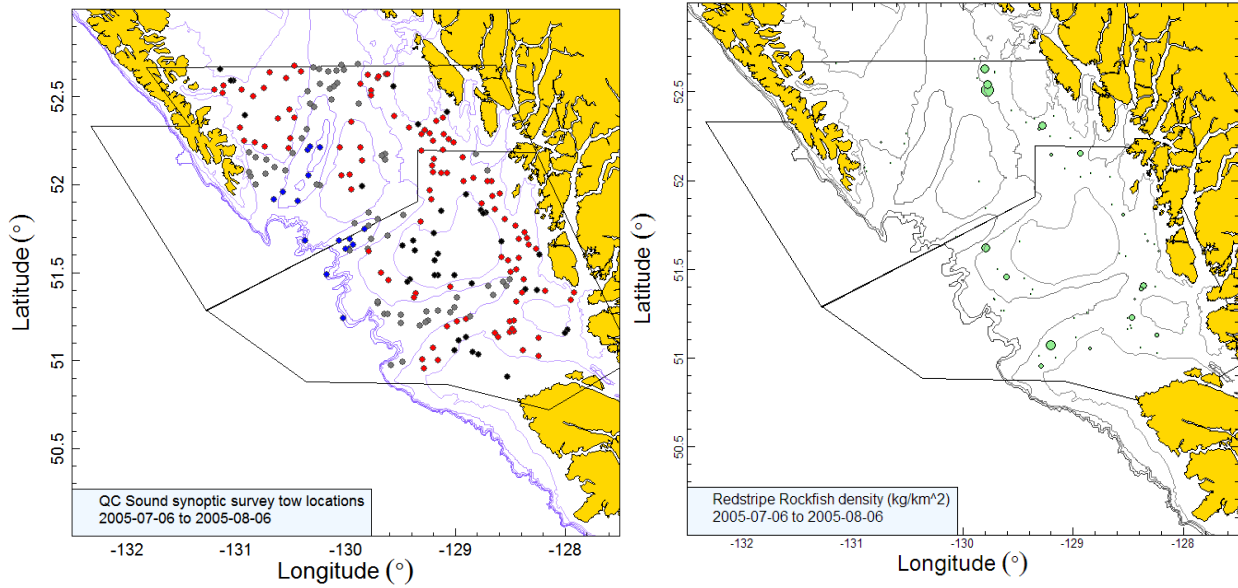 52.5
52
51.5
51
50.5
Latitude (°)
QC Sound synoptic survey tow locations
2005-07-06 to 2005-08-06
-132
-131
-130
-129
-128
Longitude (°)
52.5
52
51.5
51
50.5
Latitude (°)
Redstripe Rockfish density (kg/km^2)
2005-07-06 to 2005-08-06
-132
-131
-130
-129
-128
Longitude (°)